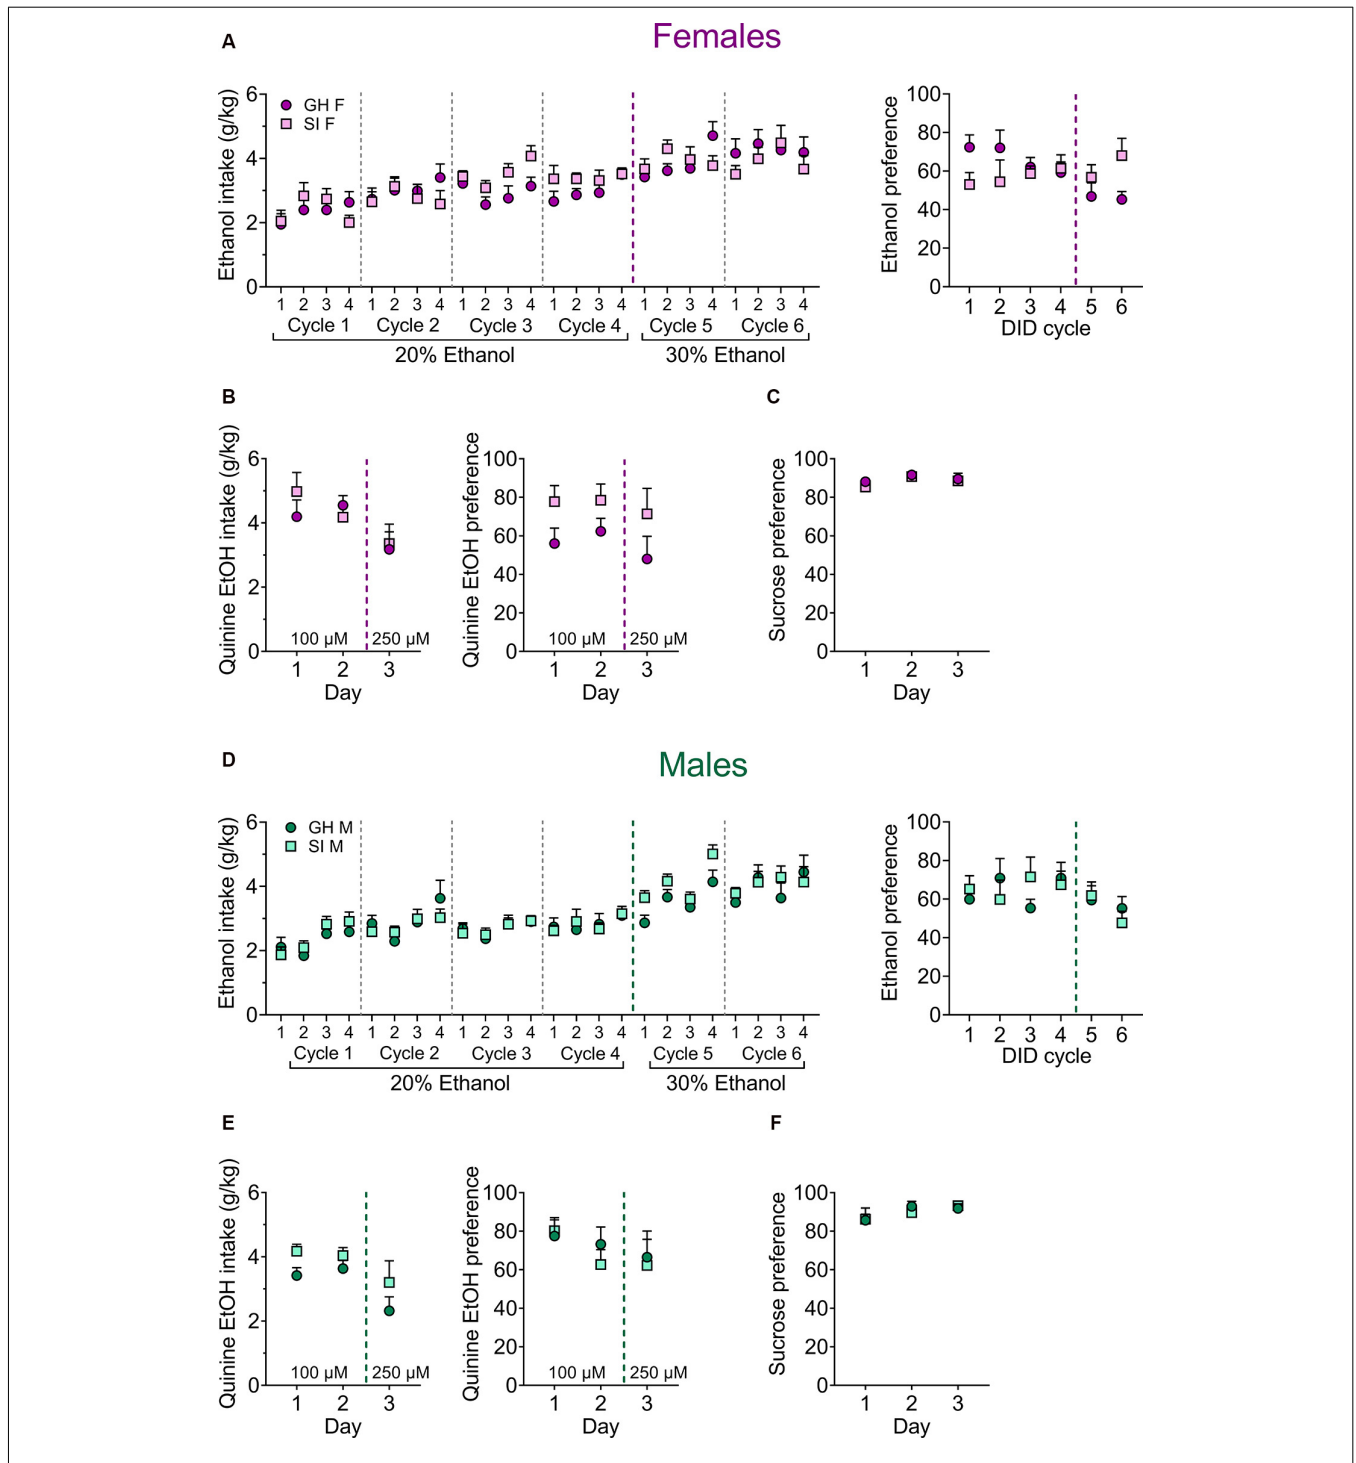 Females
A
Ethanol intake (g/kg)
6
4
2
0
GH F
SI F
1 2 3 4 1 2 3 4 1 2 3 4 1 2 3 4 1 2 3 4 1 2 3 4
Cycle 1 Cycle 2 Cycle 3 Cycle 4 Cycle 5 Cycle 6
20% Ethanol 30% Ethanol
Ethanol preference
100
80
60
40
20
0
1 2 3 4 5 6
DID cycle
B
Quinine EtOH intake (g/kg)
6
4
2
0
100 µM 250 µM
1 2 3
Day
Quinine EtOH preference
100
80
60
40
20
0
100 µM 250 µM
1 2 3
Day
C
Sucrose preference
100
80
60
40
20
0
1 2 3
Day
Males
D
Ethanol intake (g/kg)
6
4
2
0
GH M
SI M
1 2 3 4 1 2 3 4 1 2 3 4 1 2 3 4 1 2 3 4 1 2 3 4
Cycle 1 Cycle 2 Cycle 3 Cycle 4 Cycle 5 Cycle 6
20% Ethanol 30% Ethanol
Ethanol preference
100
80
60
40
20
0
1 2 3 4 5 6
DID cycle
E
Quinine EtOH intake (g/kg)
6
4
2
0
100 µM 250 µM
1 2 3
Day
Quinine EtOH preference
100
80
60
40
20
0
100 µM 250 µM
1 2 3
Day
F
Sucrose preference
100
80
60
40
20
0
1 2 3
Day